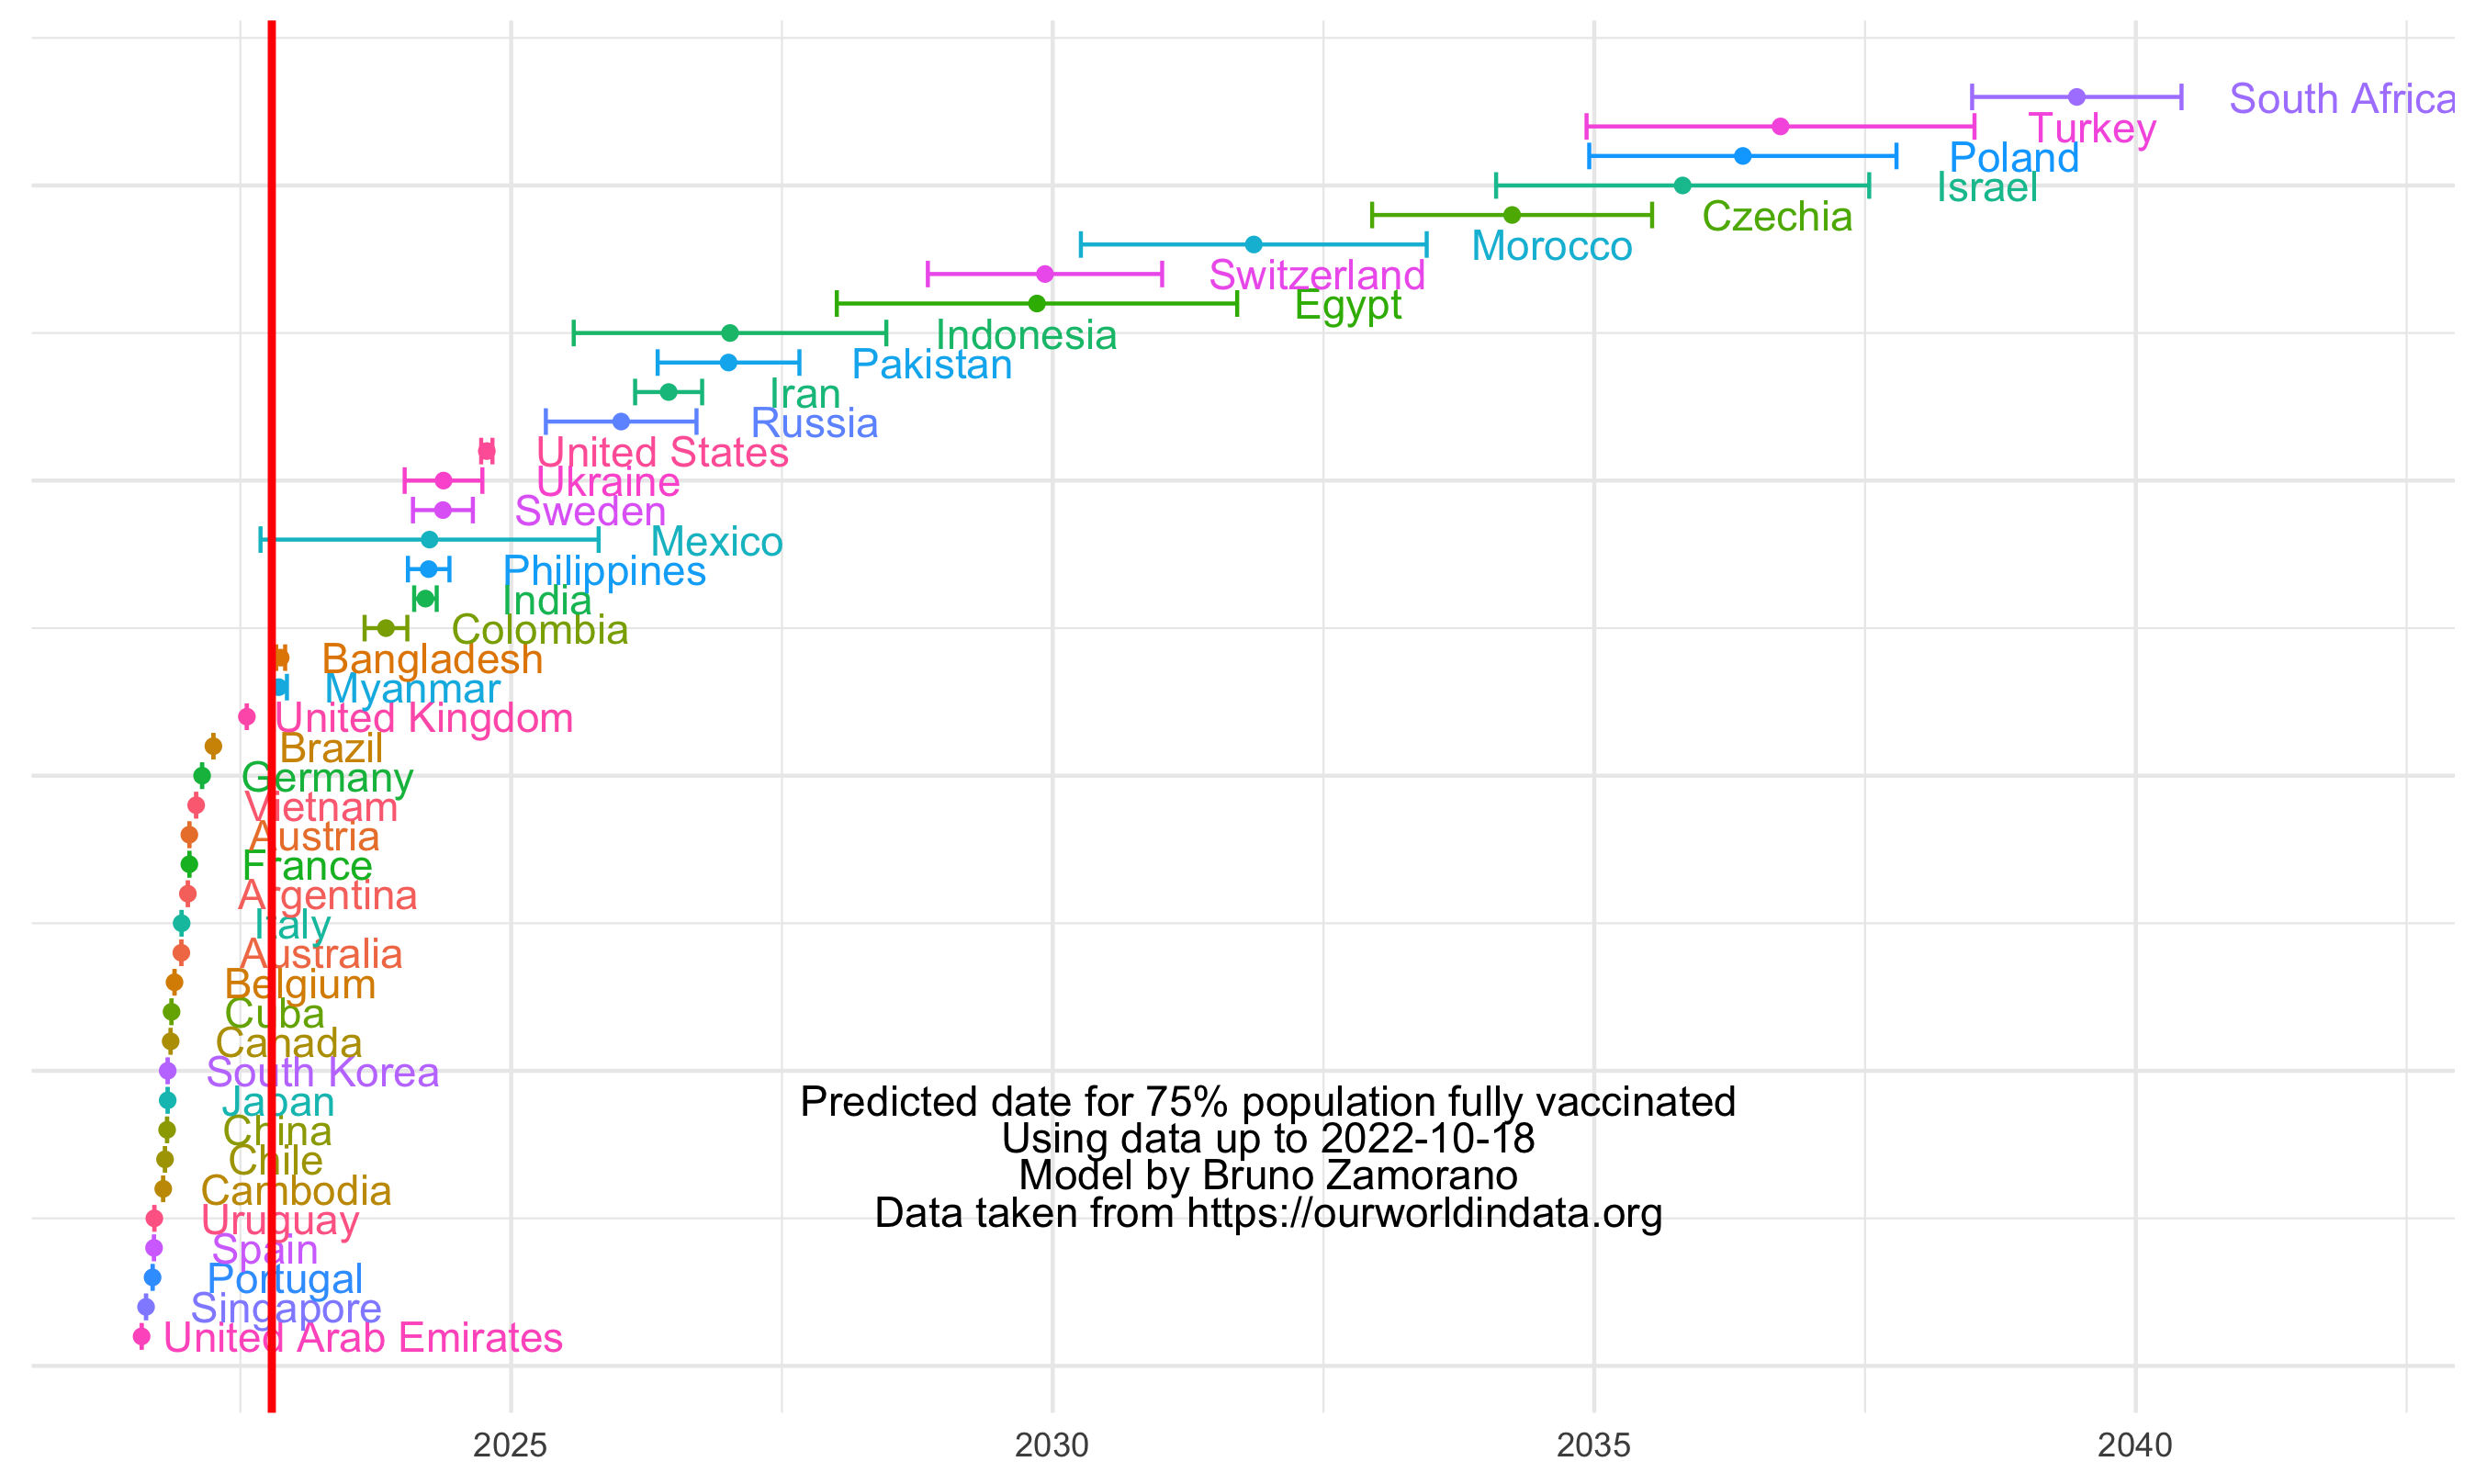 South Africa
Turkey
Poland
Israel
Czechia
Morocco
Switzerland
Egypt
Indonesia
Pakistan
Iran
Russia
United States
Ukraine
Sweden
Mexico
Philippines
India
Colombia
Bangladesh
Myanmar
United Kingdom
Brazil
Germany
Vietnam
Austria
France
Argentina
Italy
Australia
Belgium
Cuba
Canada
South Korea
Japan
China
Chile
Cambodia
Uruguay
Spain
Portugal
Singapore
United Arab Emirates
Predicted date for 75% population fully vaccinated
Using data up to 2022-10-18
Model by Bruno Zamorano
Data taken from https://ourworldindata.org
2025 2030 2035 2040